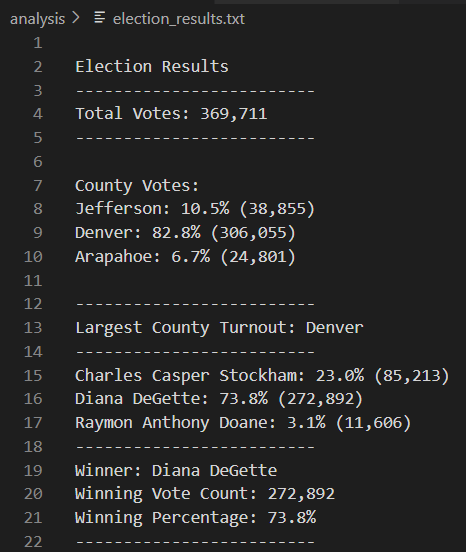 analysis > election_results.txt
1
2 Election Results
3 -------------------------
4 Total Votes: 369,711
5 -------------------------
6
7 County Votes:
8 Jefferson: 10.5% (38,855)
9 Denver: 82.8% (306,055)
10 Arapahoe: 6.7% (24,801)
11
12 -------------------------
13 Largest County Turnout: Denver
14 -------------------------
15 Charles Casper Stockham: 23.0% (85,213)
16 Diana DeGette: 73.8% (272,892)
17 Raymon Anthony Doane: 3.1% (11,606)
18 -------------------------
19 Winner: Diana DeGette
20 Winning Vote Count: 272,892
21 Winning Percentage: 73.8%
22 -------------------------